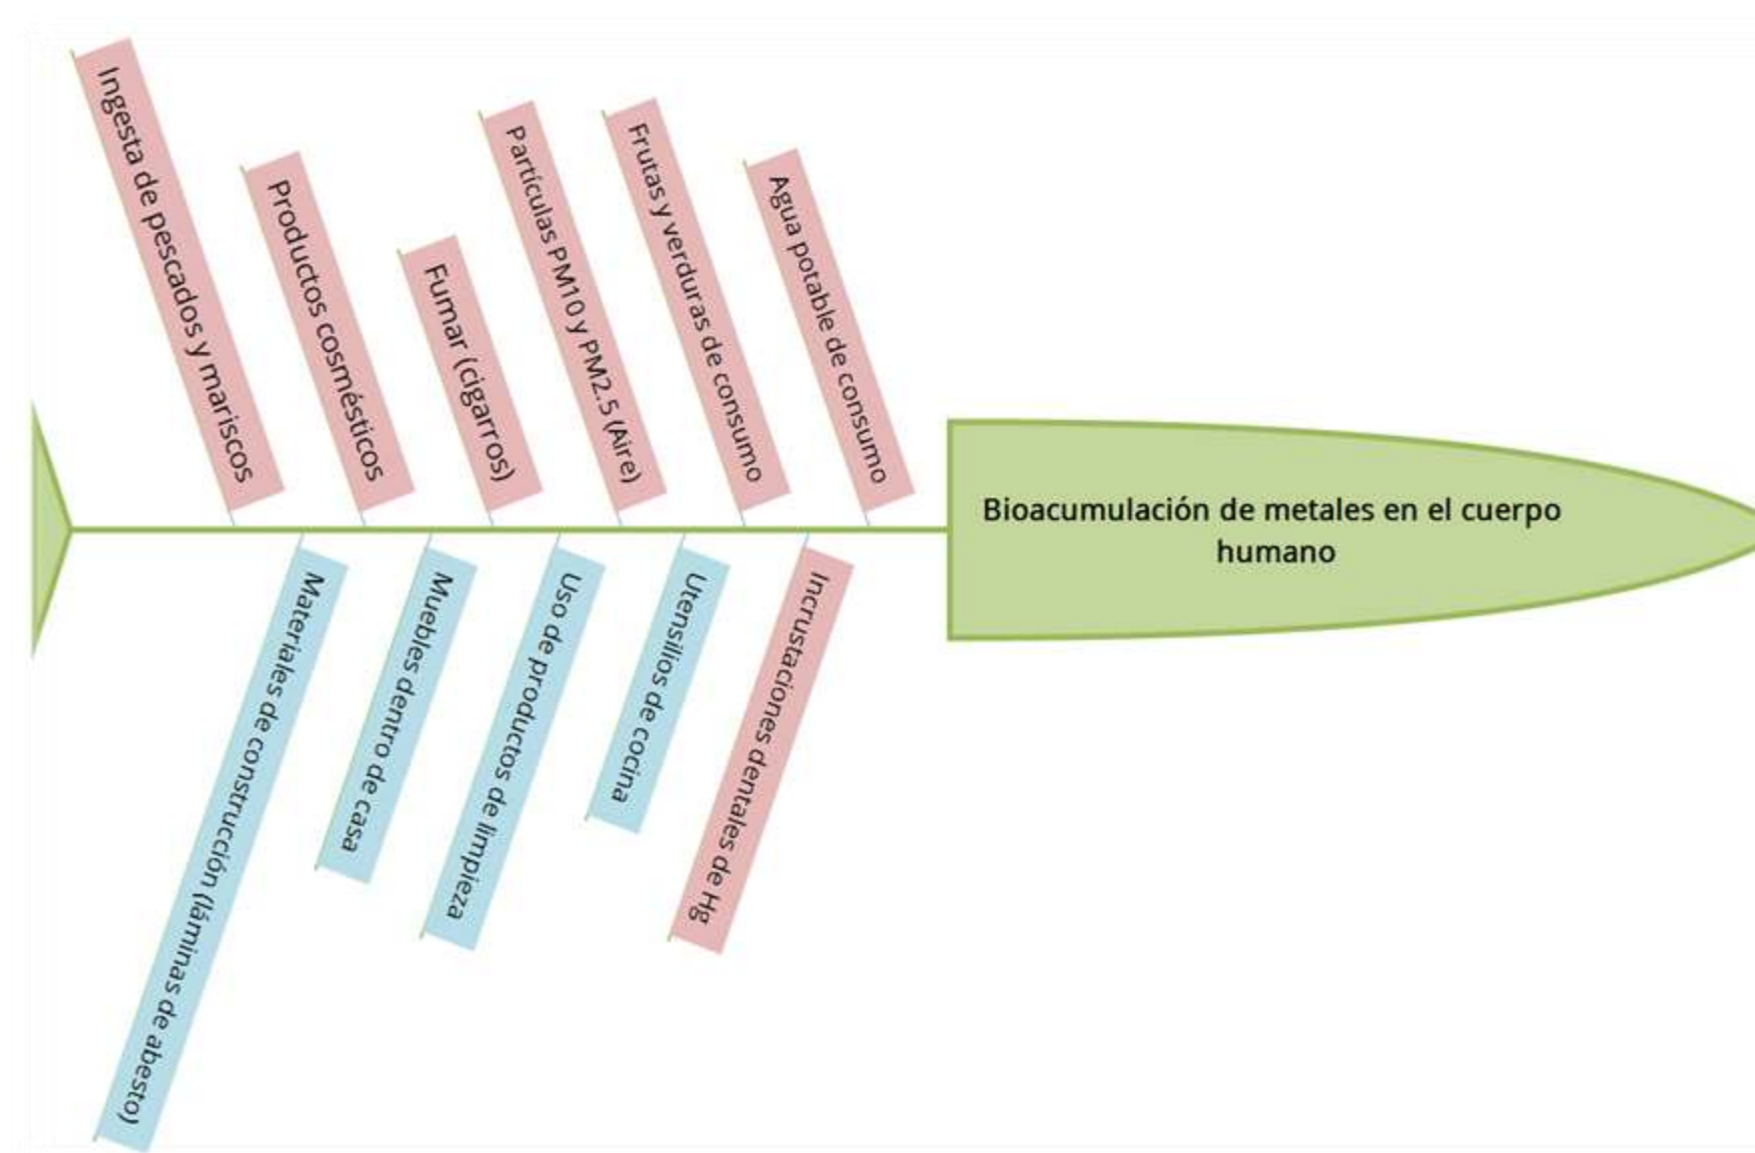 Ingesta de pescados y mariscos
Productos cosmésticos
Fumar (cigarros)
Partículas PM10 y PM2.5 (Aire)
Frutas y verduras de consumo
Agua potable de consumo
Bioacumulación de metales en el cuerpo
humano
Materiales de construcción (láminas de abesto)
Muebles dentro de casa
Uso de productos de limpieza
Utensilios de cocina
Incrustaciones dentales de Hg